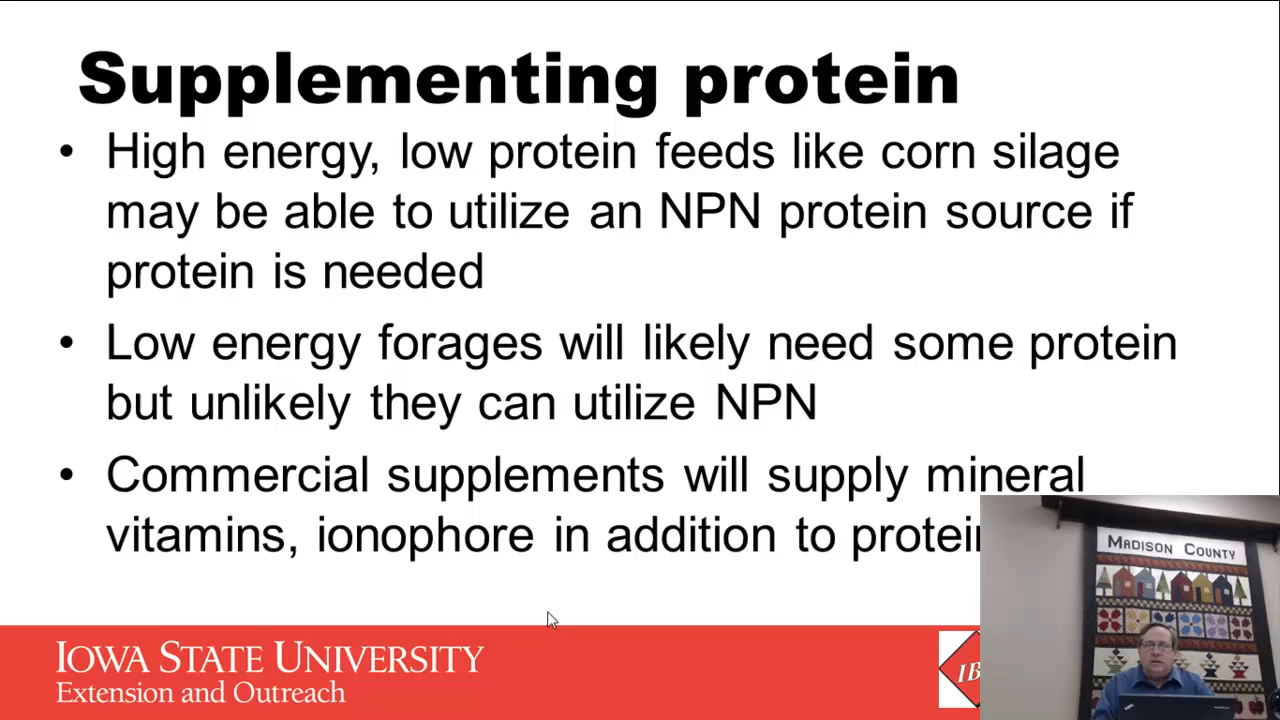 Supplementing protein
• High energy, low protein feeds like corn silage
may be able to utilize an NPN protein source if
protein is needed
• Low energy forages will likely need some protein
but unlikely they can utilize NPN
• Commercial supplements will supply mineral
vitamins, ionophore in addition to protei
MADISON COUNTY
IOWA STATE UNIVERSITY
Extension and Outreach
IB